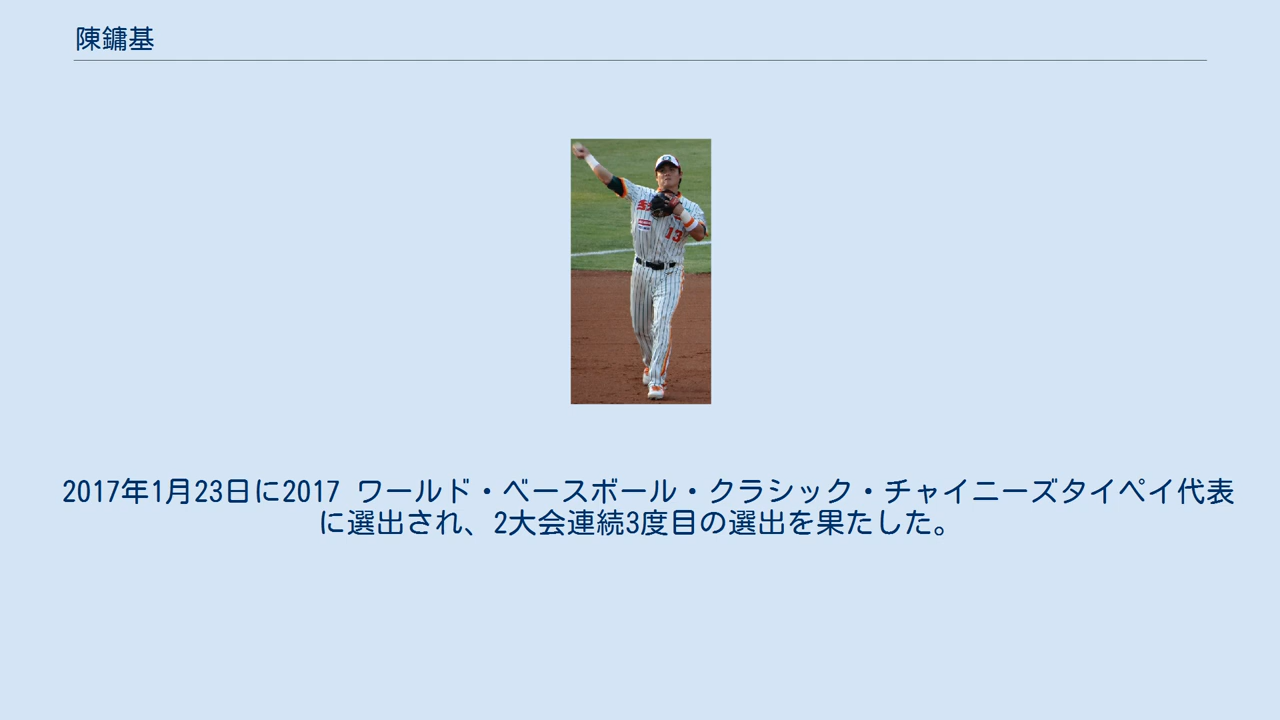 陳鏞基
13
2017年1月23日に2017 ワールド・ベースボール・クラシック・チャイニーズタイペイ代表
に選出され、2大会連続3度目の選出を果たした。